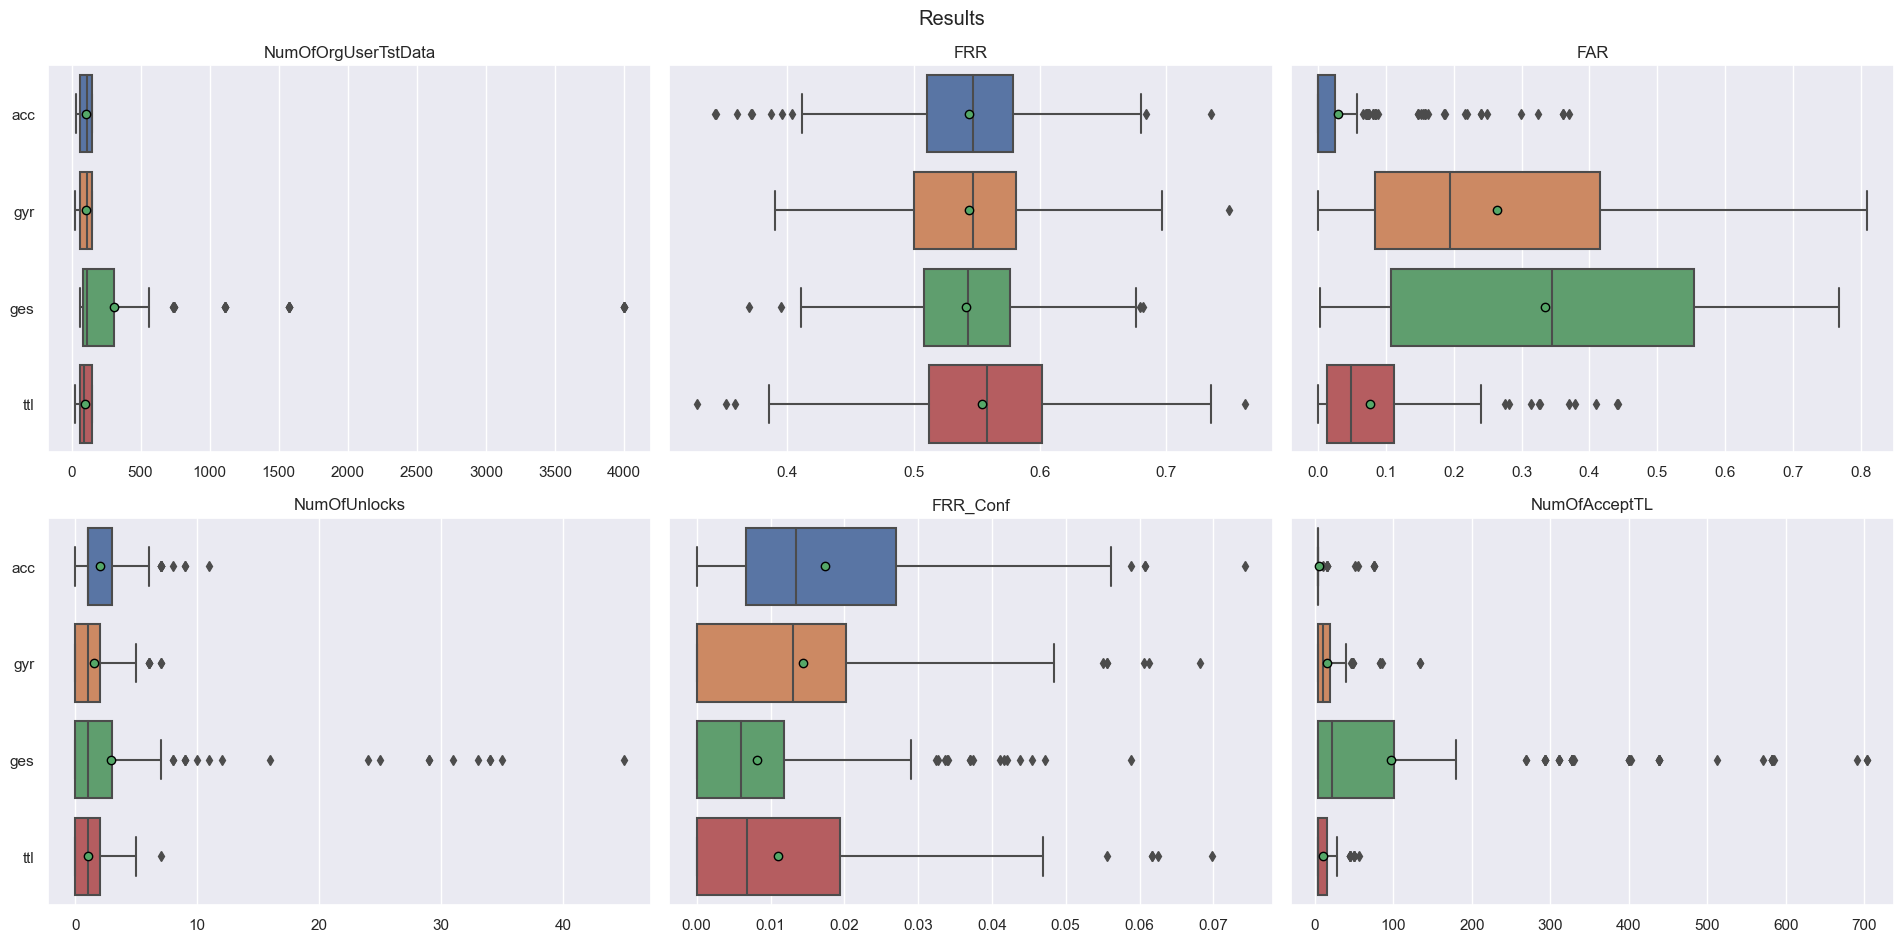 Results
NumOfOrgUserTstData
FRR
FAR
acc
gyr
ges
ttl
0 500 1000 1500 2000 2500 3000 3500 4000
0.4 0.5 0.6 0.7
0.0 0.1 0.2 0.3 0.4 0.5 0.6 0.7 0.8
NumOfUnlocks
FRR_Conf
NumOfAcceptTL
acc
gyr
ges
ttl
0 10 20 30 40
0.00 0.01 0.02 0.03 0.04 0.05 0.06 0.07
0 100 200 300 400 500 600 700